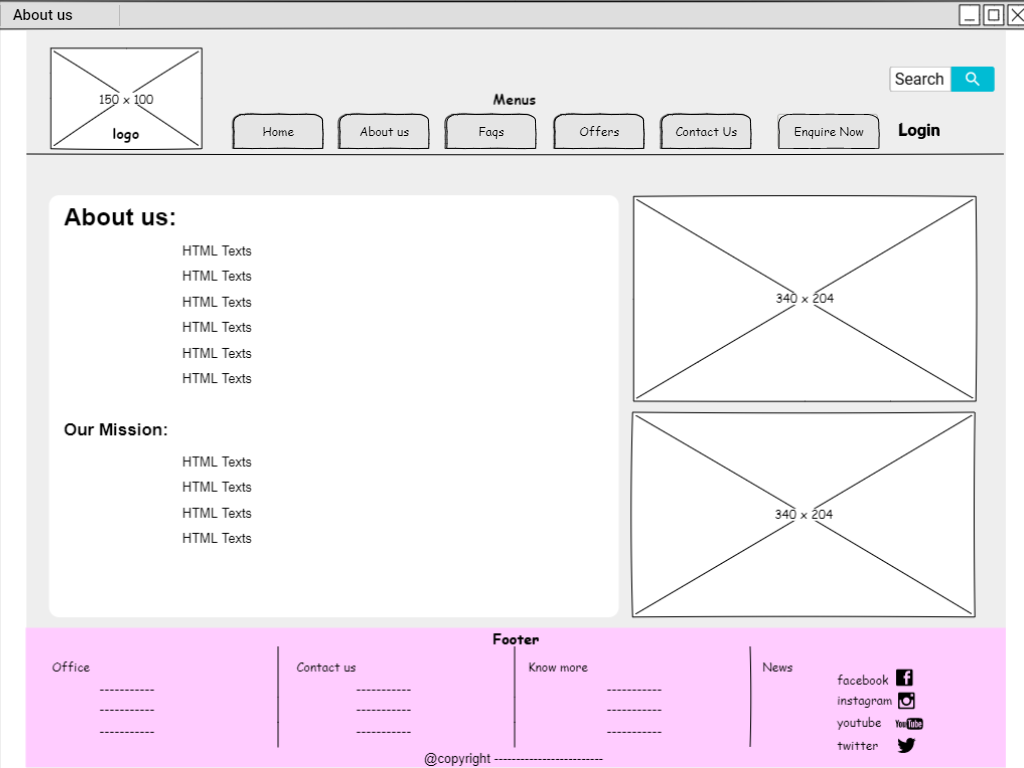 About us
150 x 100
logo
Search
Menus
Home
About us
Faqs
Offers
Contact Us
Enquire Now
Login
About us:
HTML Texts
HTML Texts
HTML Texts
HTML Texts
HTML Texts
HTML Texts
Our Mission:
HTML Texts
HTML Texts
HTML Texts
HTML Texts
340 x 204
340 x 204
Footer
Office
-----------
-----------
-----------
Contact us
-----------
-----------
-----------
Know more
-----------
-----------
-----------
News
facebook
instagram
youtube YouTube
twitter
@copyright -------------------------